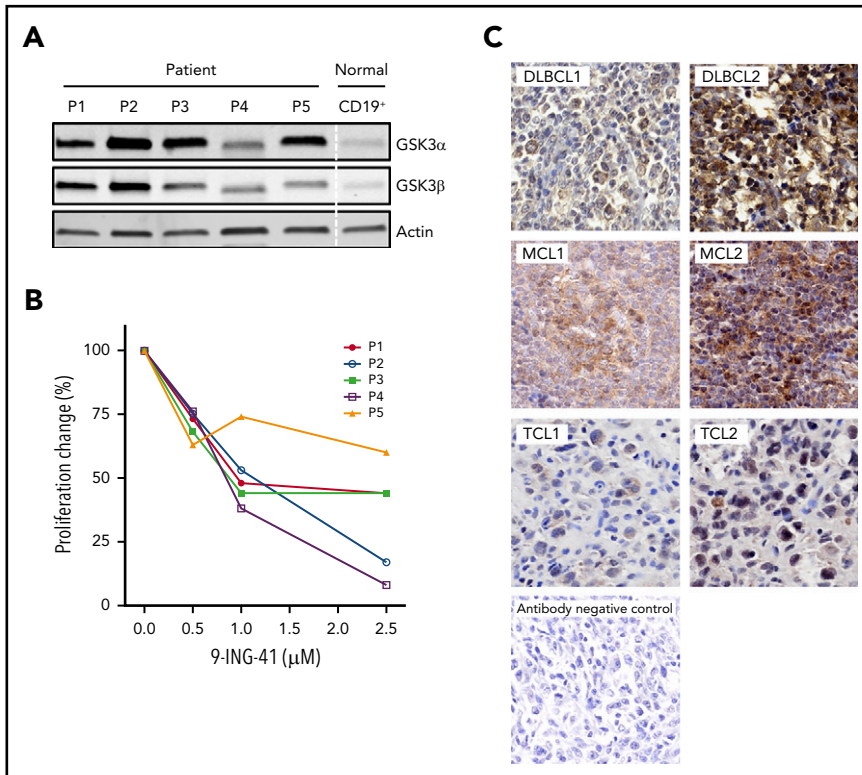 A
Patient Normal
P1 P2 P3 P4 P5 CD19+
GSK3α
GSK3β
Actin
B
100
75
50
25
0
Proliferation change (%)
0.0 0.5 1.0 1.5 2.0 2.5
9-ING-41 (μM)
P1
P2
P3
P4
P5
C
DLBCL1 DLBCL2
MCL1 MCL2
TCL1 TCL2
Antibody negative control